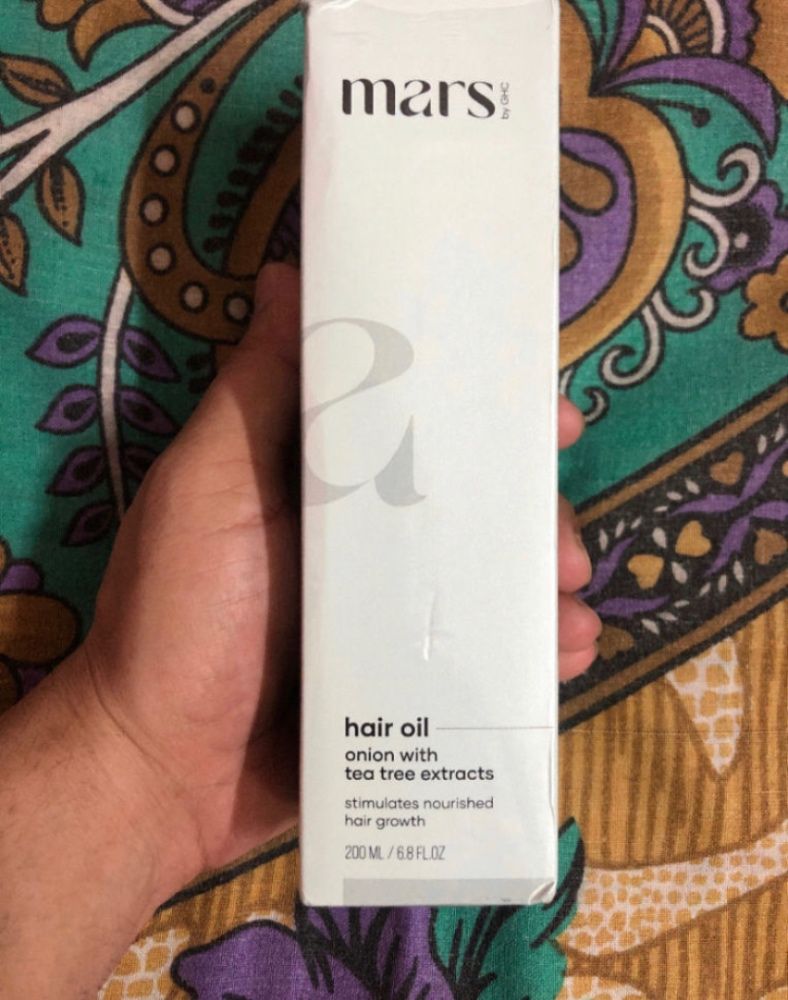 mars
by GHC
a
hair oil
onion with
tea tree extracts
stimulates nourished
hair growth
200 ML / 6.8 FL.OZ